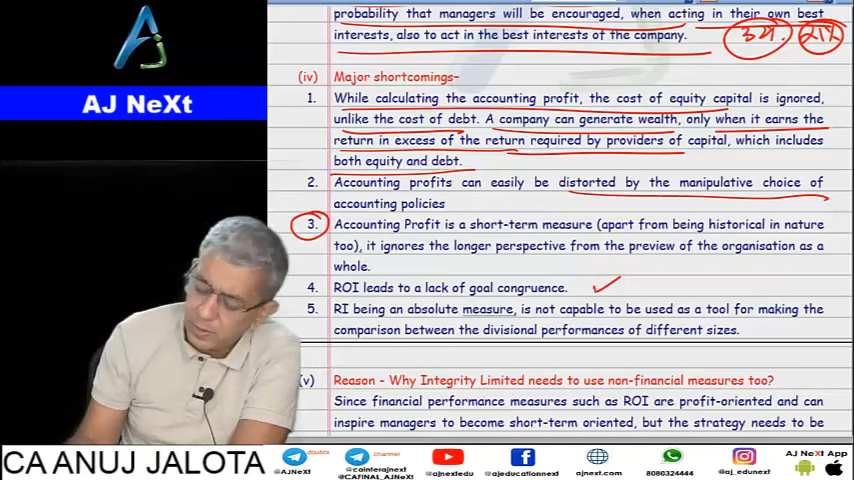 probability that managers will be encouraged, when acting in their own best
interests, also to act in the best interests of the company.
21%
AJ NeXt
(iv) Major shortcomings-
1. While calculating the accounting profit, the cost of equity capital is ignored,
unlike the cost of debt. A company can generate wealth, only when it earns the
return in excess of the return required by providers of capital, which includes
both equity and debt.
2. Accounting profits can easily be distorted by the manipulative choice of
accounting policies
3. Accounting Profit is a short-term measure (apart from being historical in nature
too), it ignores the longer perspective from the preview of the organisation as a
whole.
4. ROI leads to a lack of goal congruence.
5. RI being an absolute measure, is not capable to be used as a tool for making the
comparison between the divisional performances of different sizes.
(v) Reason - Why Integrity Limited needs to use non-financial measures too?
Since financial performance measures such as ROI are profit-oriented and can
inspire managers to become short-term oriented, but the strategy needs to be
CA ANUJ JALOTA
doubts
@AJNeXt
channel
@cainterajnext
@CAFINAL_AJNeXt
@ajnextedu
@ajeducationnext
ajnext.com
8080324444
@aj_edunext
AJ NeXt App